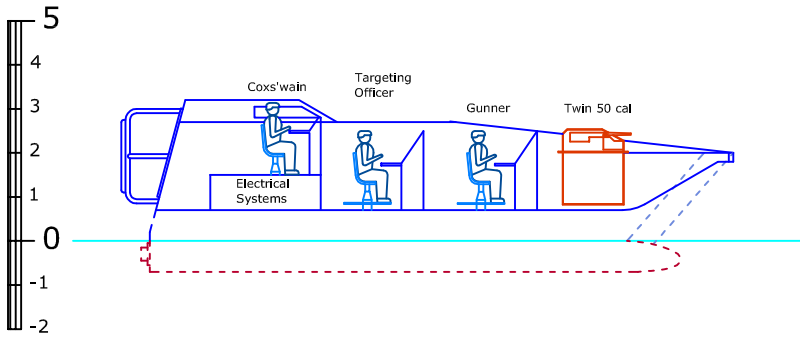 5
4
3
2
1
0
-1
-2
Coxs'wain
Targeting
Officer
Gunner
Twin 50 cal
Electrical
Systems